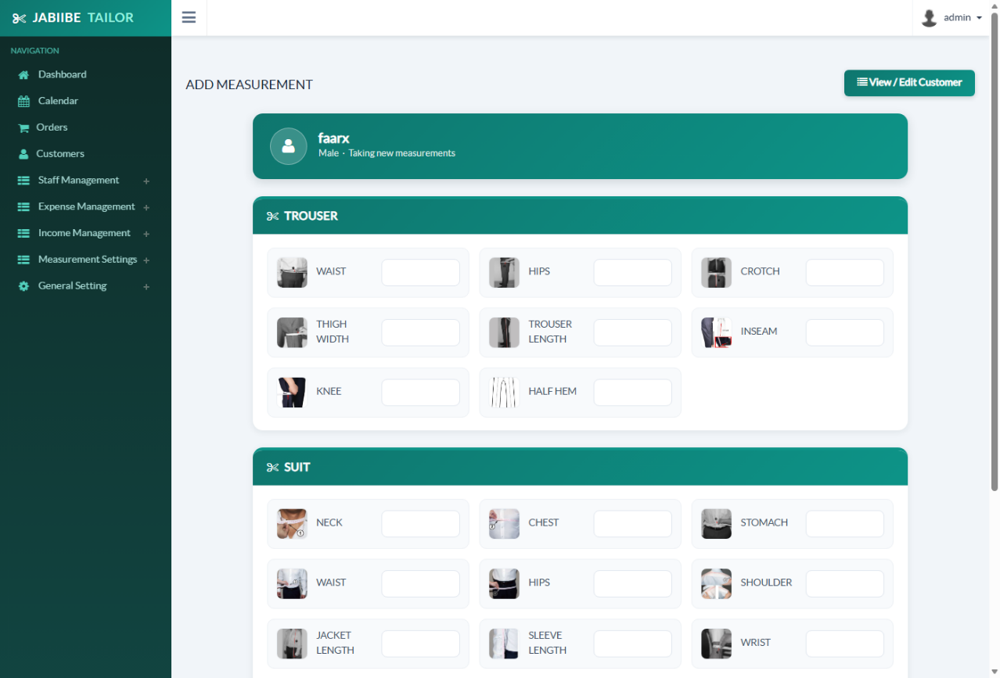 JABIIBE TAILOR
admin
NAVIGATION
Dashboard
Calendar
Orders
Customers
Staff Management +
Expense Management +
Income Management +
Measurement Settings +
General Setting +
ADD MEASUREMENT
View / Edit Customer
faarx
Male · Taking new measurements
TROUSER
WAIST
HIPS
CROTCH
THIGH
WIDTH
TROUSER
LENGTH
INSEAM
KNEE
HALF HEM
SUIT
NECK
CHEST
STOMACH
WAIST
HIPS
SHOULDER
JACKET
LENGTH
SLEEVE
LENGTH
WRIST